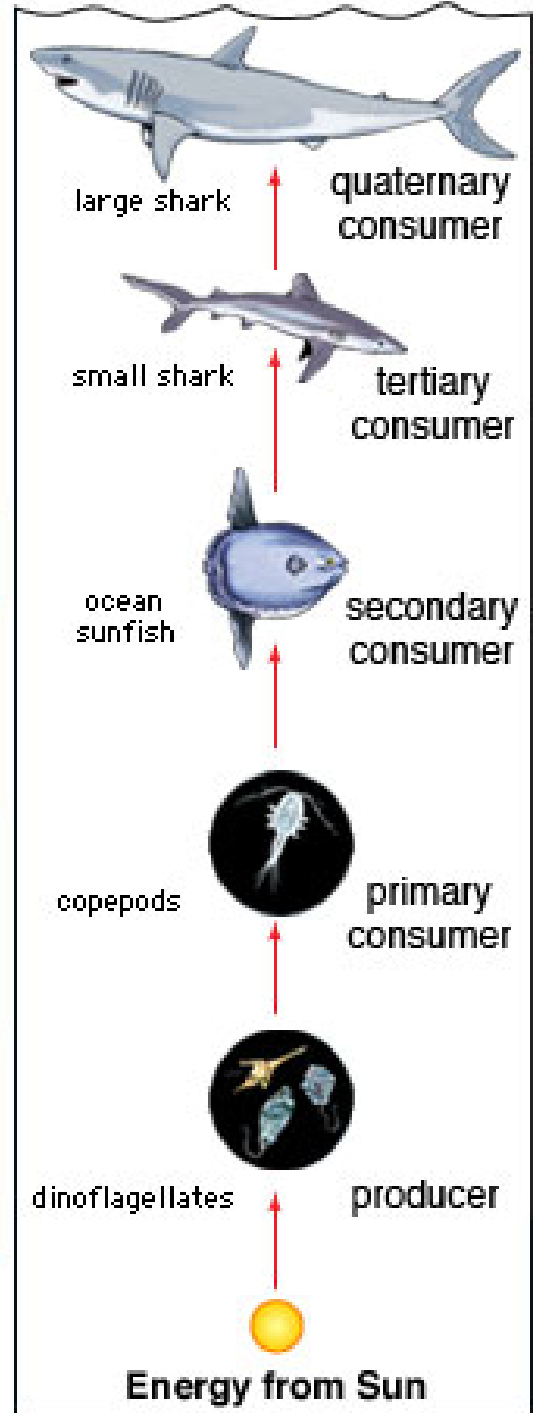 large shark
quaternary
consumer
small shark
tertiary
consumer
ocean
sunfish
secondary
consumer
copepods
primary
consumer
dinoflagellates
producer
Energy from Sun